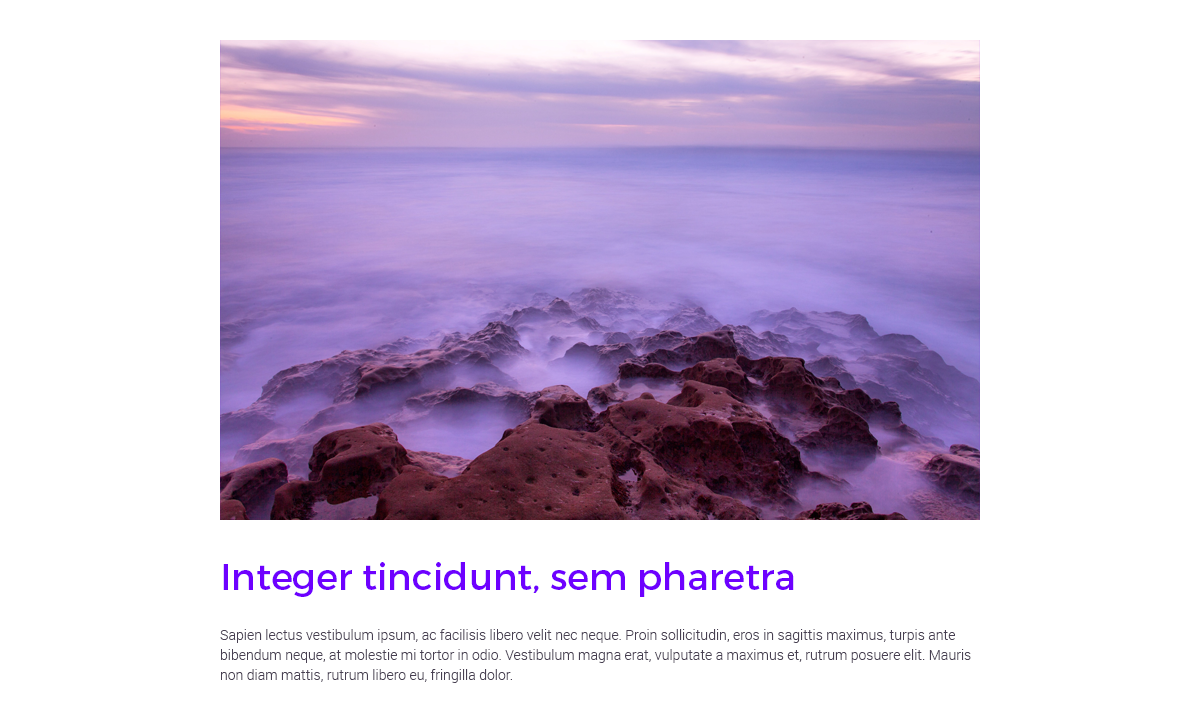 Integer tincidunt, sem pharetra
Sapien lectus vestibulum ipsum, ac facilisis libero velit nec neque. Proin sollicitudin, eros in sagittis maximus, turpis ante
bibendum neque, at molestie mi tortor in odio. Vestibulum magna erat, vulputate a maximus et, rutrum posuere elit. Mauris
non diam mattis, rutrum libero eu, fringilla dolor.